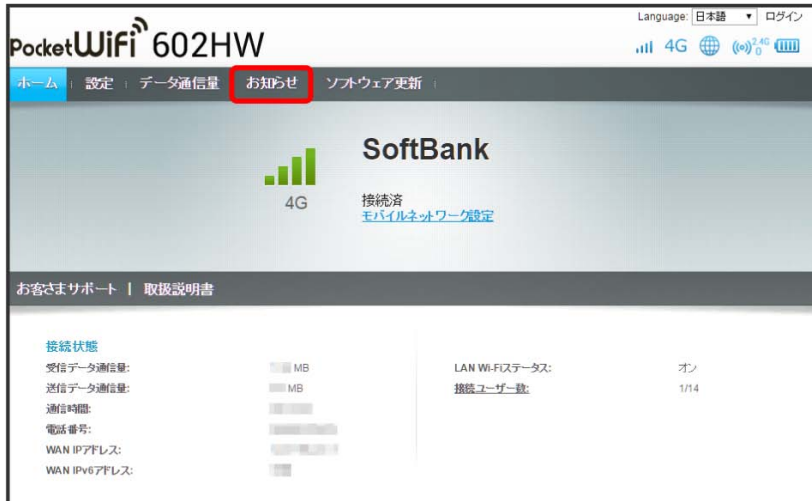 Language: 日本語 ログイン
PocketWiFi 602HW
4G 2.4G 0
ホーム 設定 データ通信量 お知らせ ソフトウェア更新
SoftBank
4G
接続済
モバイルネットワーク設定
お客さまサポート | 取扱説明書
接続状態
受信データ通信量: MB
送信データ通信量: MB
通信時間:
電話番号:
WAN IPアドレス:
WAN IPv6アドレス:
LAN Wi-Fiステータス: オン
接続ユーザー数: 1/14